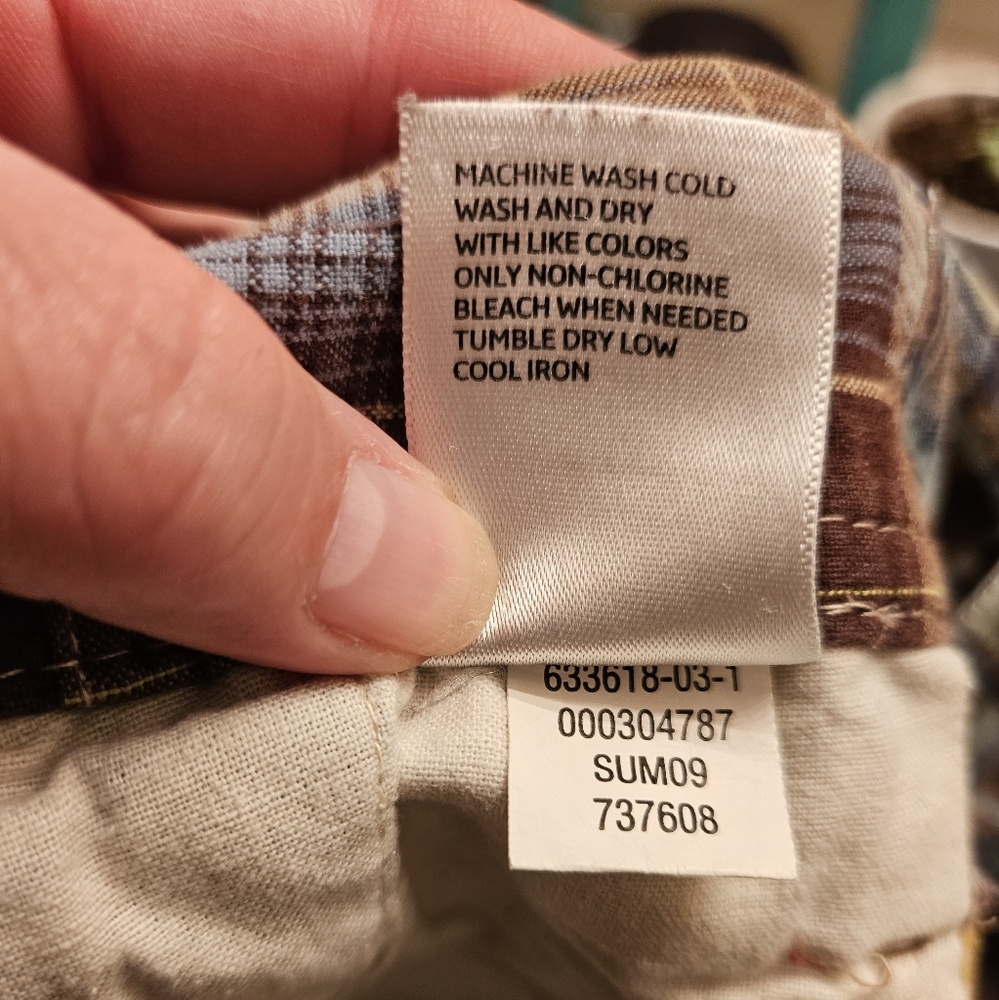 MACHINE WASH COLD
WASH AND DRY
WITH LIKE COLORS
ONLY NON-CHLORINE
BLEACH WHEN NEEDED
TUMBLE DRY LOW
COOL IRON
633618-03-1
000304787
SUM09
737608